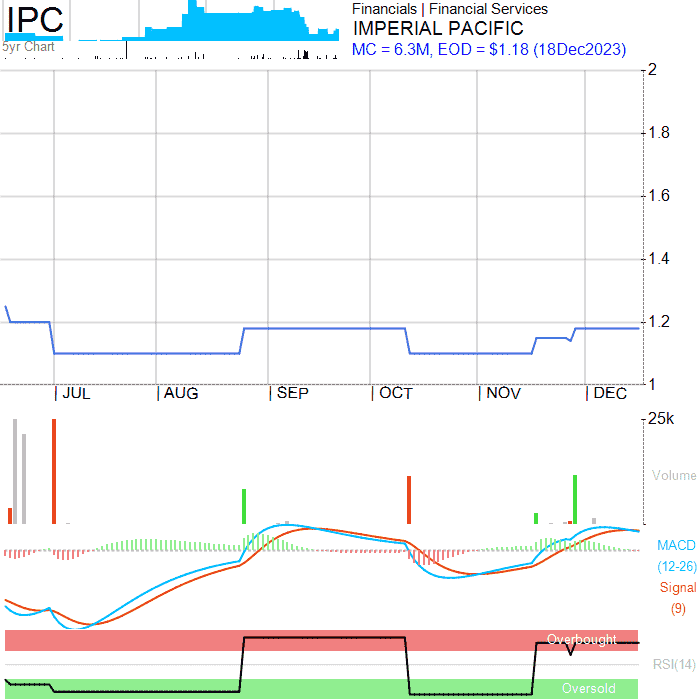 IPC
5yr Chart
Financials | Financial Services
IMPERIAL PACIFIC
MC = 6.3M, EOD = $1.18 (18Dec2023)
2
1.8
1.6
1.4
1.2
1
JUL AUG SEP OCT NOV DEC
25k
Volume
MACD
(12-26)
Signal
(9)
Overbought
RSI(14)
Oversold